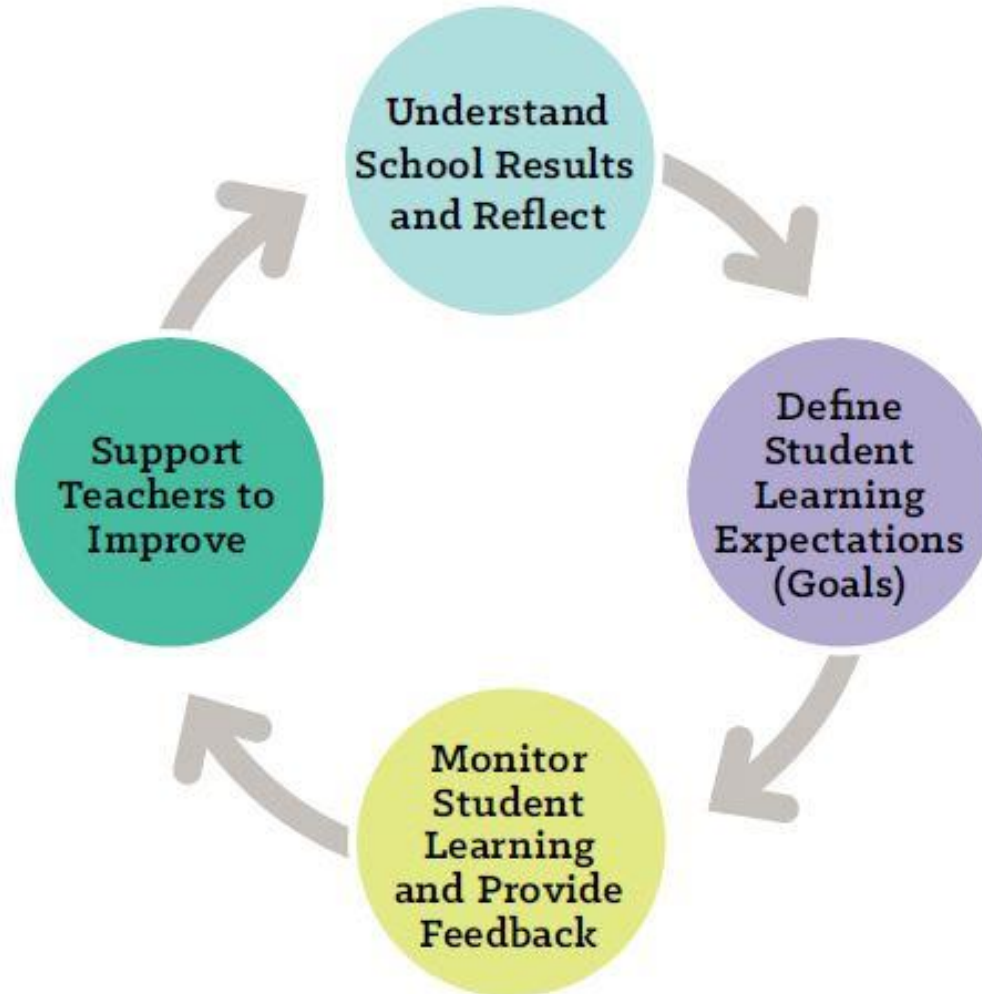 Understand
School Results
and Reflect
Define
Student
Learning
Expectations
(Goals)
Monitor
Student
Learning
and Provide
Feedback
Support
Teachers to
Improve